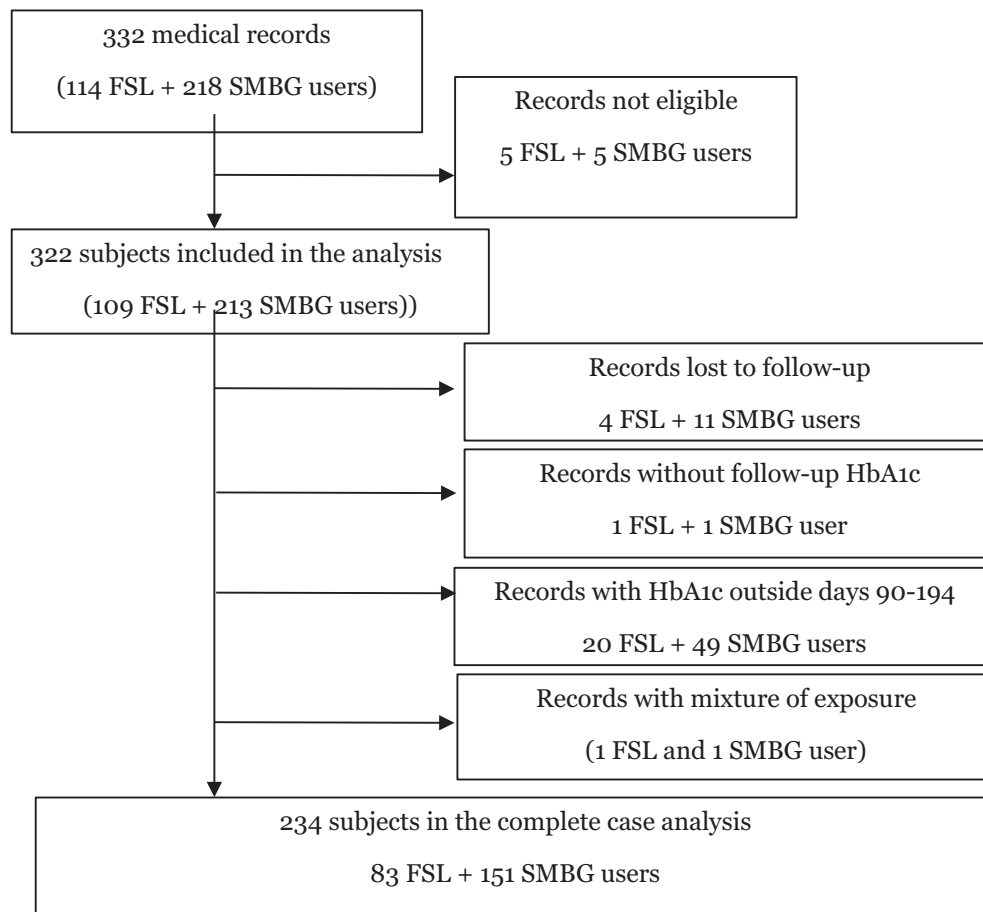 332 medical records
(114 FSL + 218 SMBG users)
Records not eligible
5 FSL + 5 SMBG users
322 subjects included in the analysis
(109 FSL + 213 SMBG users))
Records lost to follow-up
4 FSL + 11 SMBG users
Records without follow-up HbA1c
1 FSL + 1 SMBG user
Records with HbA1c outside days 90-194
20 FSL + 49 SMBG users
Records with mixture of exposure
(1 FSL and 1 SMBG user)
234 subjects in the complete case analysis
83 FSL + 151 SMBG users